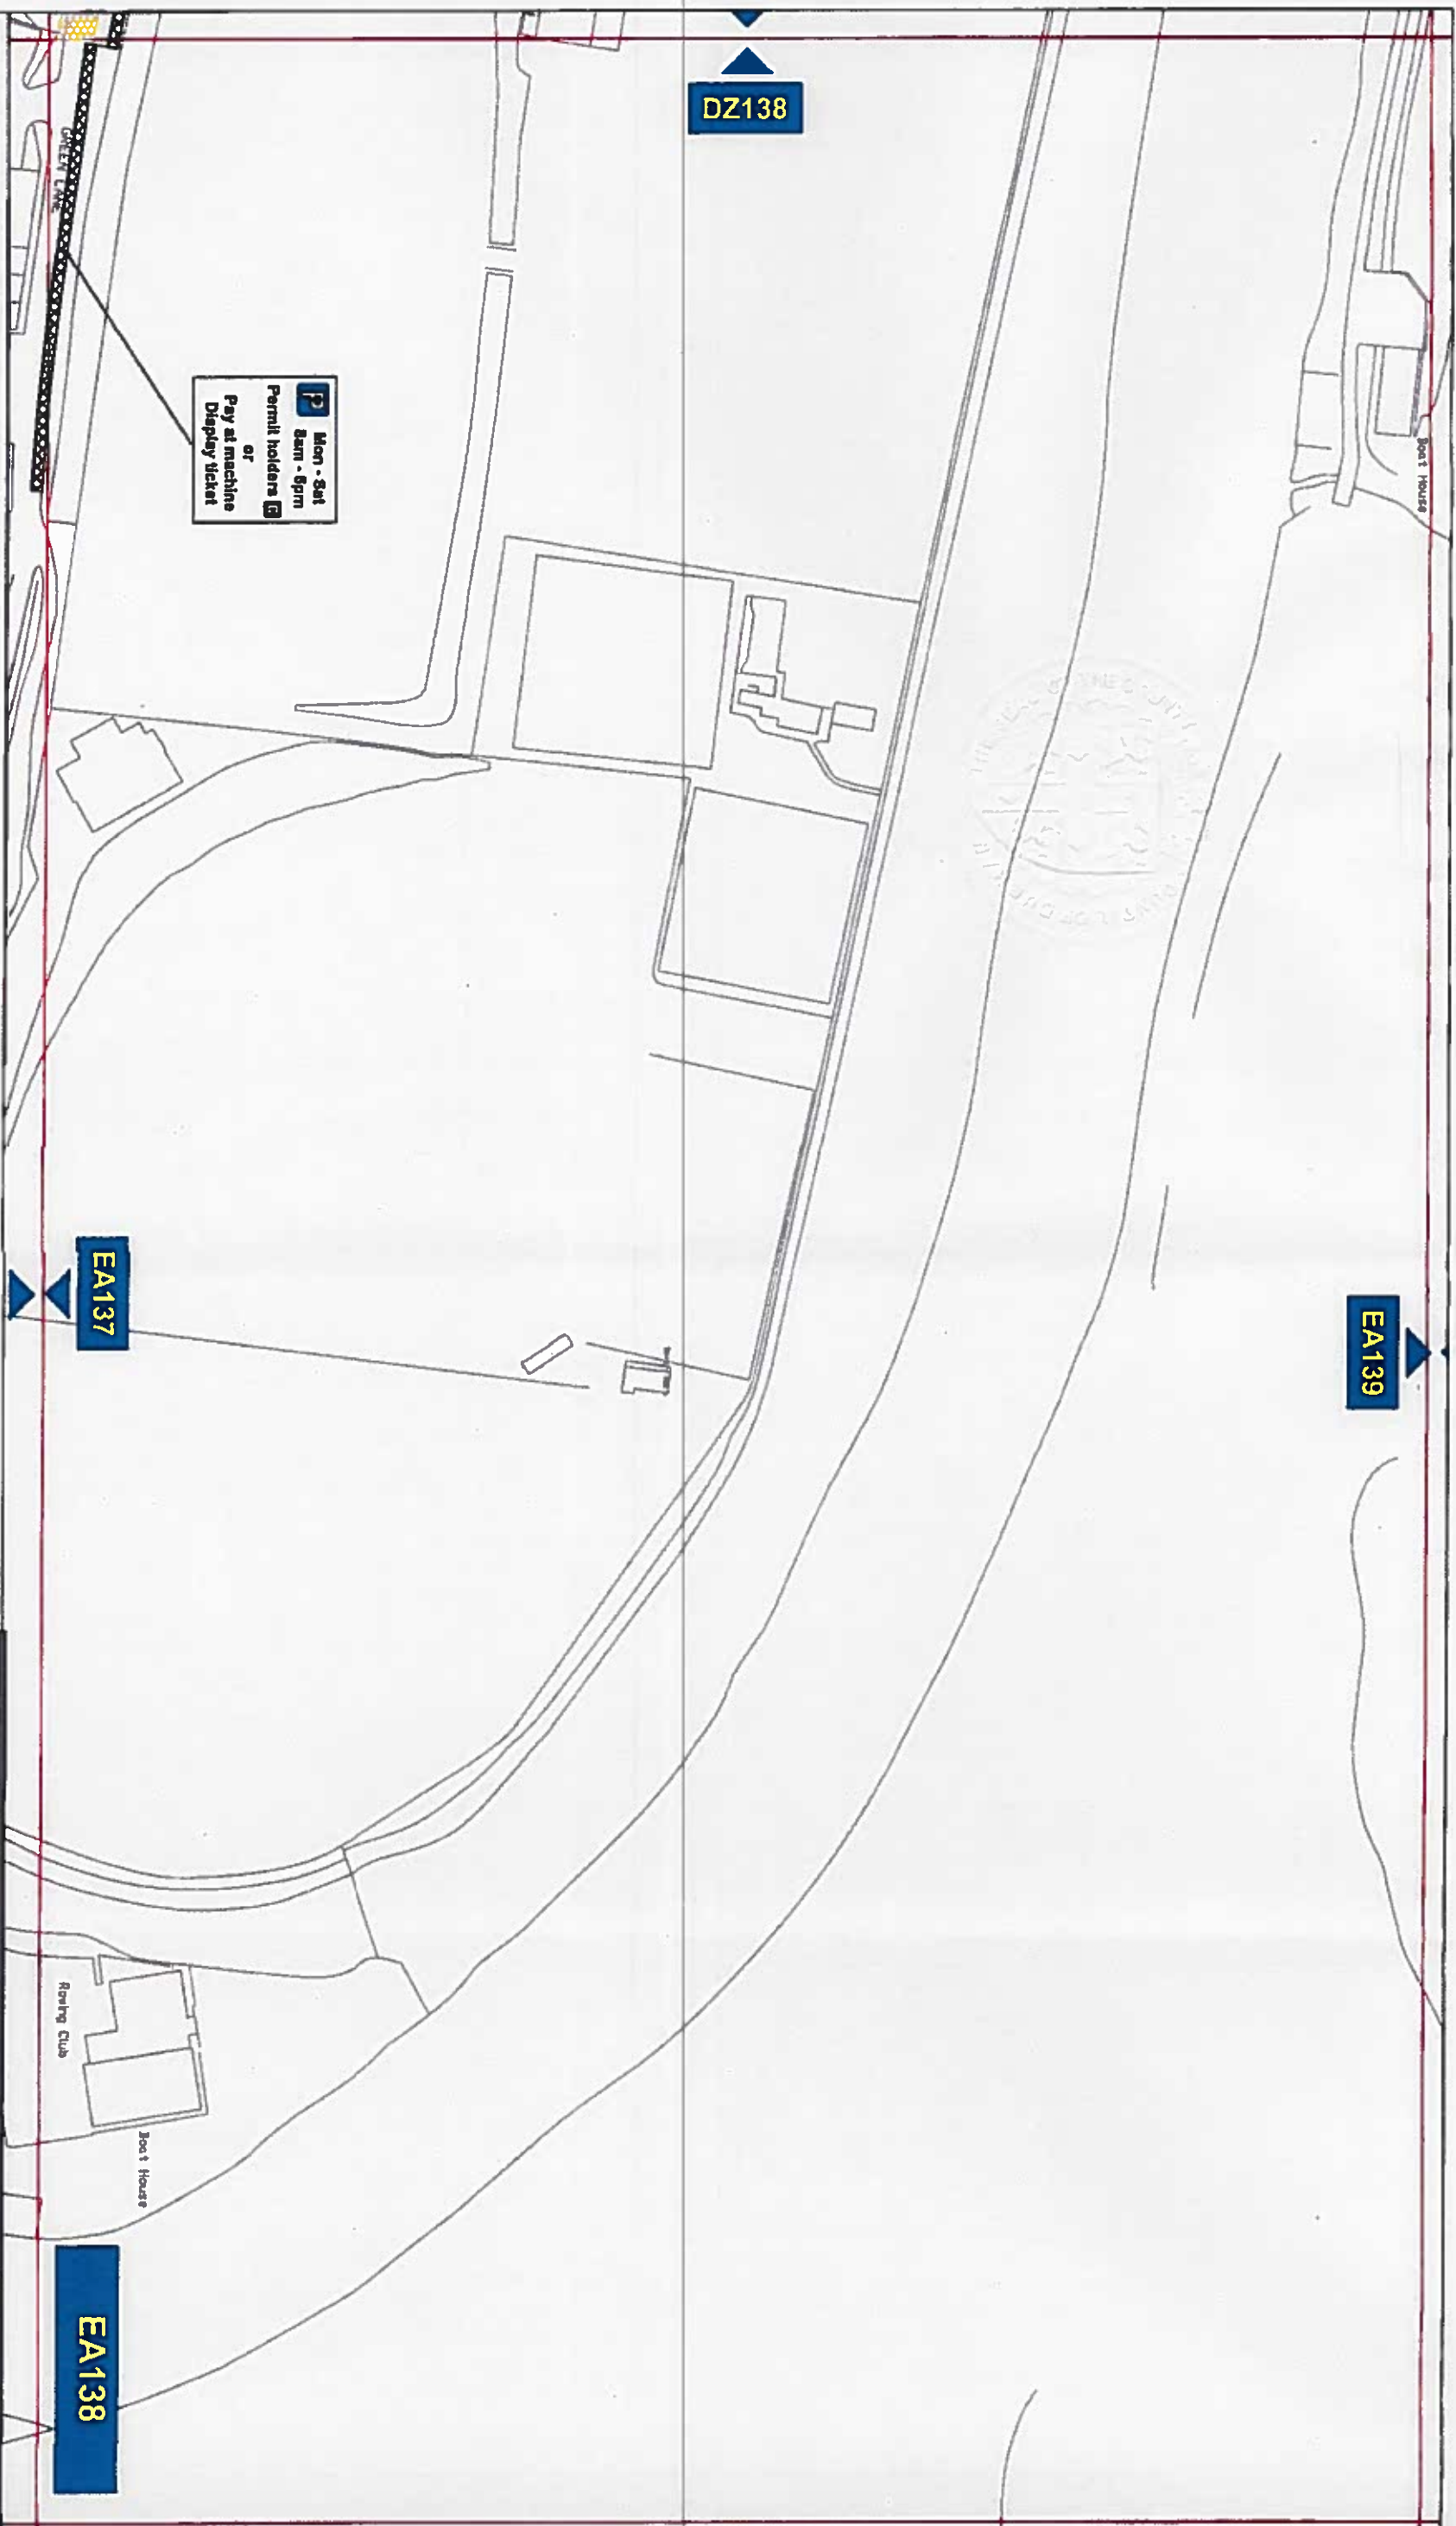 DZ138
GREEN LANE
P Mon - Sat
8am - 6pm
Permit holders G
or
Pay at machine
Display ticket
Boat House
EA139
EA137
Rowing Club
Boat House
EA138